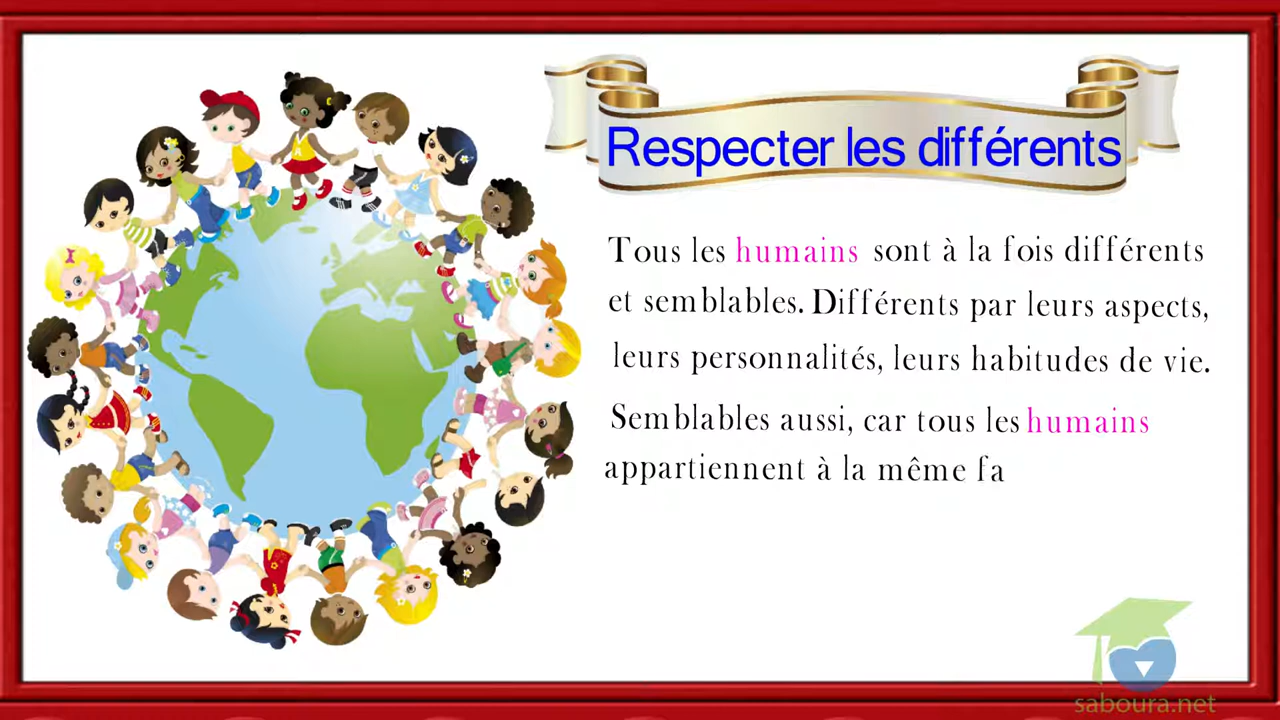 Respecter les différents
Tous les humains sont à la fois différents
et semblables. Différents par leurs aspects,
leurs personnalités, leurs habitudes de vie.
Semblables aussi, car tous les humains
appartiennent à la même fa
saboura.net